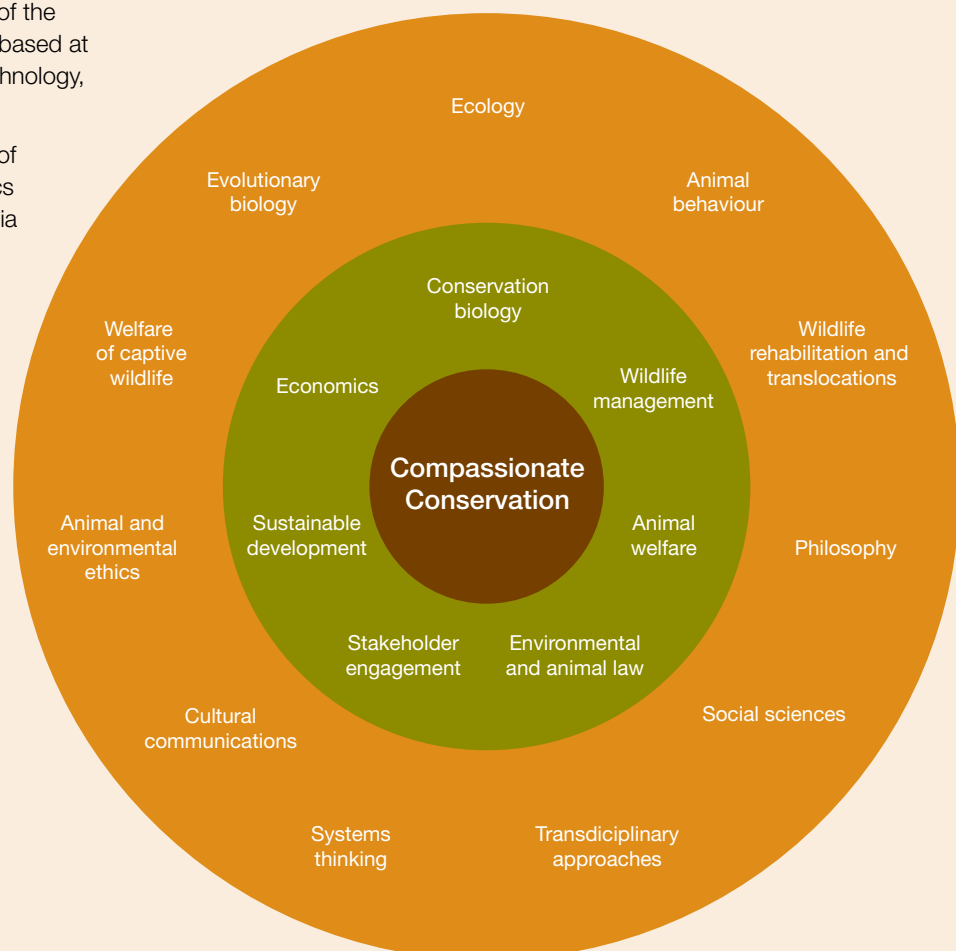 of the
based at
hnology,
of
cs
ia
Ecology
Evolutionary
biology
Animal
behaviour
Conservation
biology
Welfare
of captive
wildlife
Wildlife
rehabilitation and
translocations
Economics
Wildlife
management
Compassionate
Conservation
Animal and
environmental
ethics
Sustainable
development
Animal
welfare
Philosophy
Stakeholder
engagement
Environmental
and animal law
Cultural
communications
Social sciences
Systems
thinking
Transdiciplinary
approaches